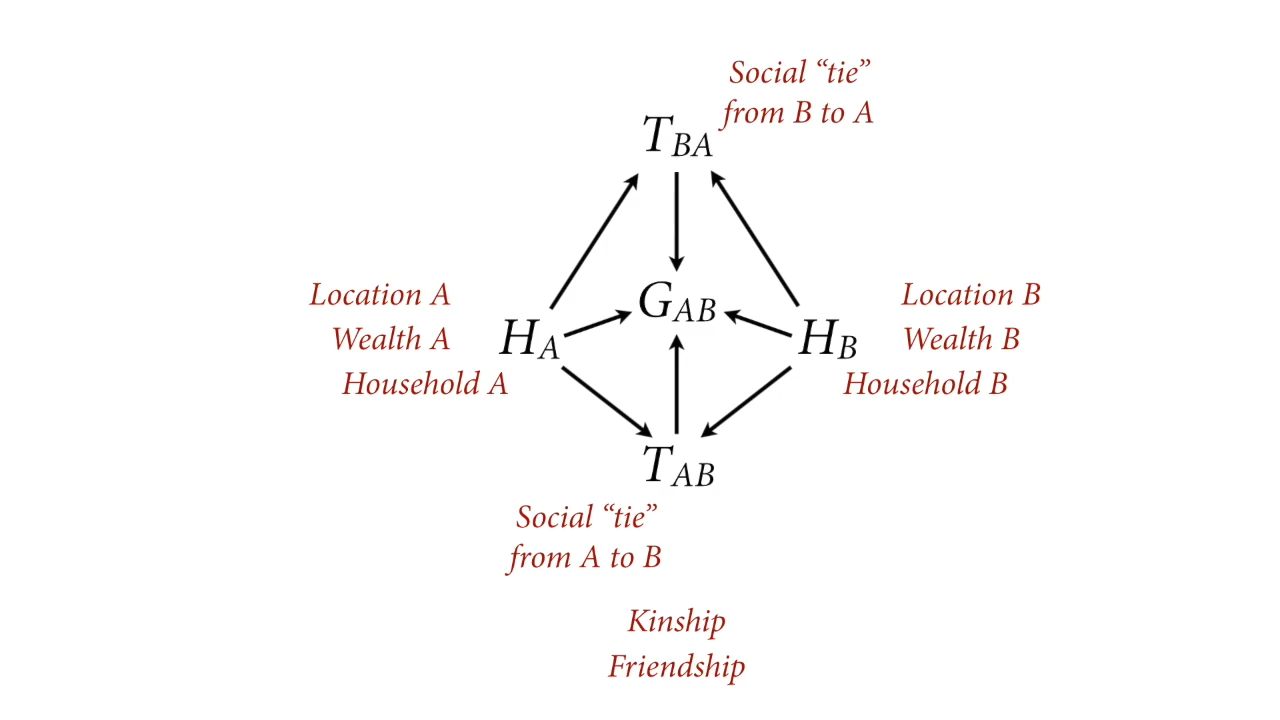 Social “tie”
from B to A
T_BA
Location A
Wealth A
Household A
H_A
G_AB
H_B
Location B
Wealth B
Household B
T_AB
Social “tie”
from A to B
Kinship
Friendship